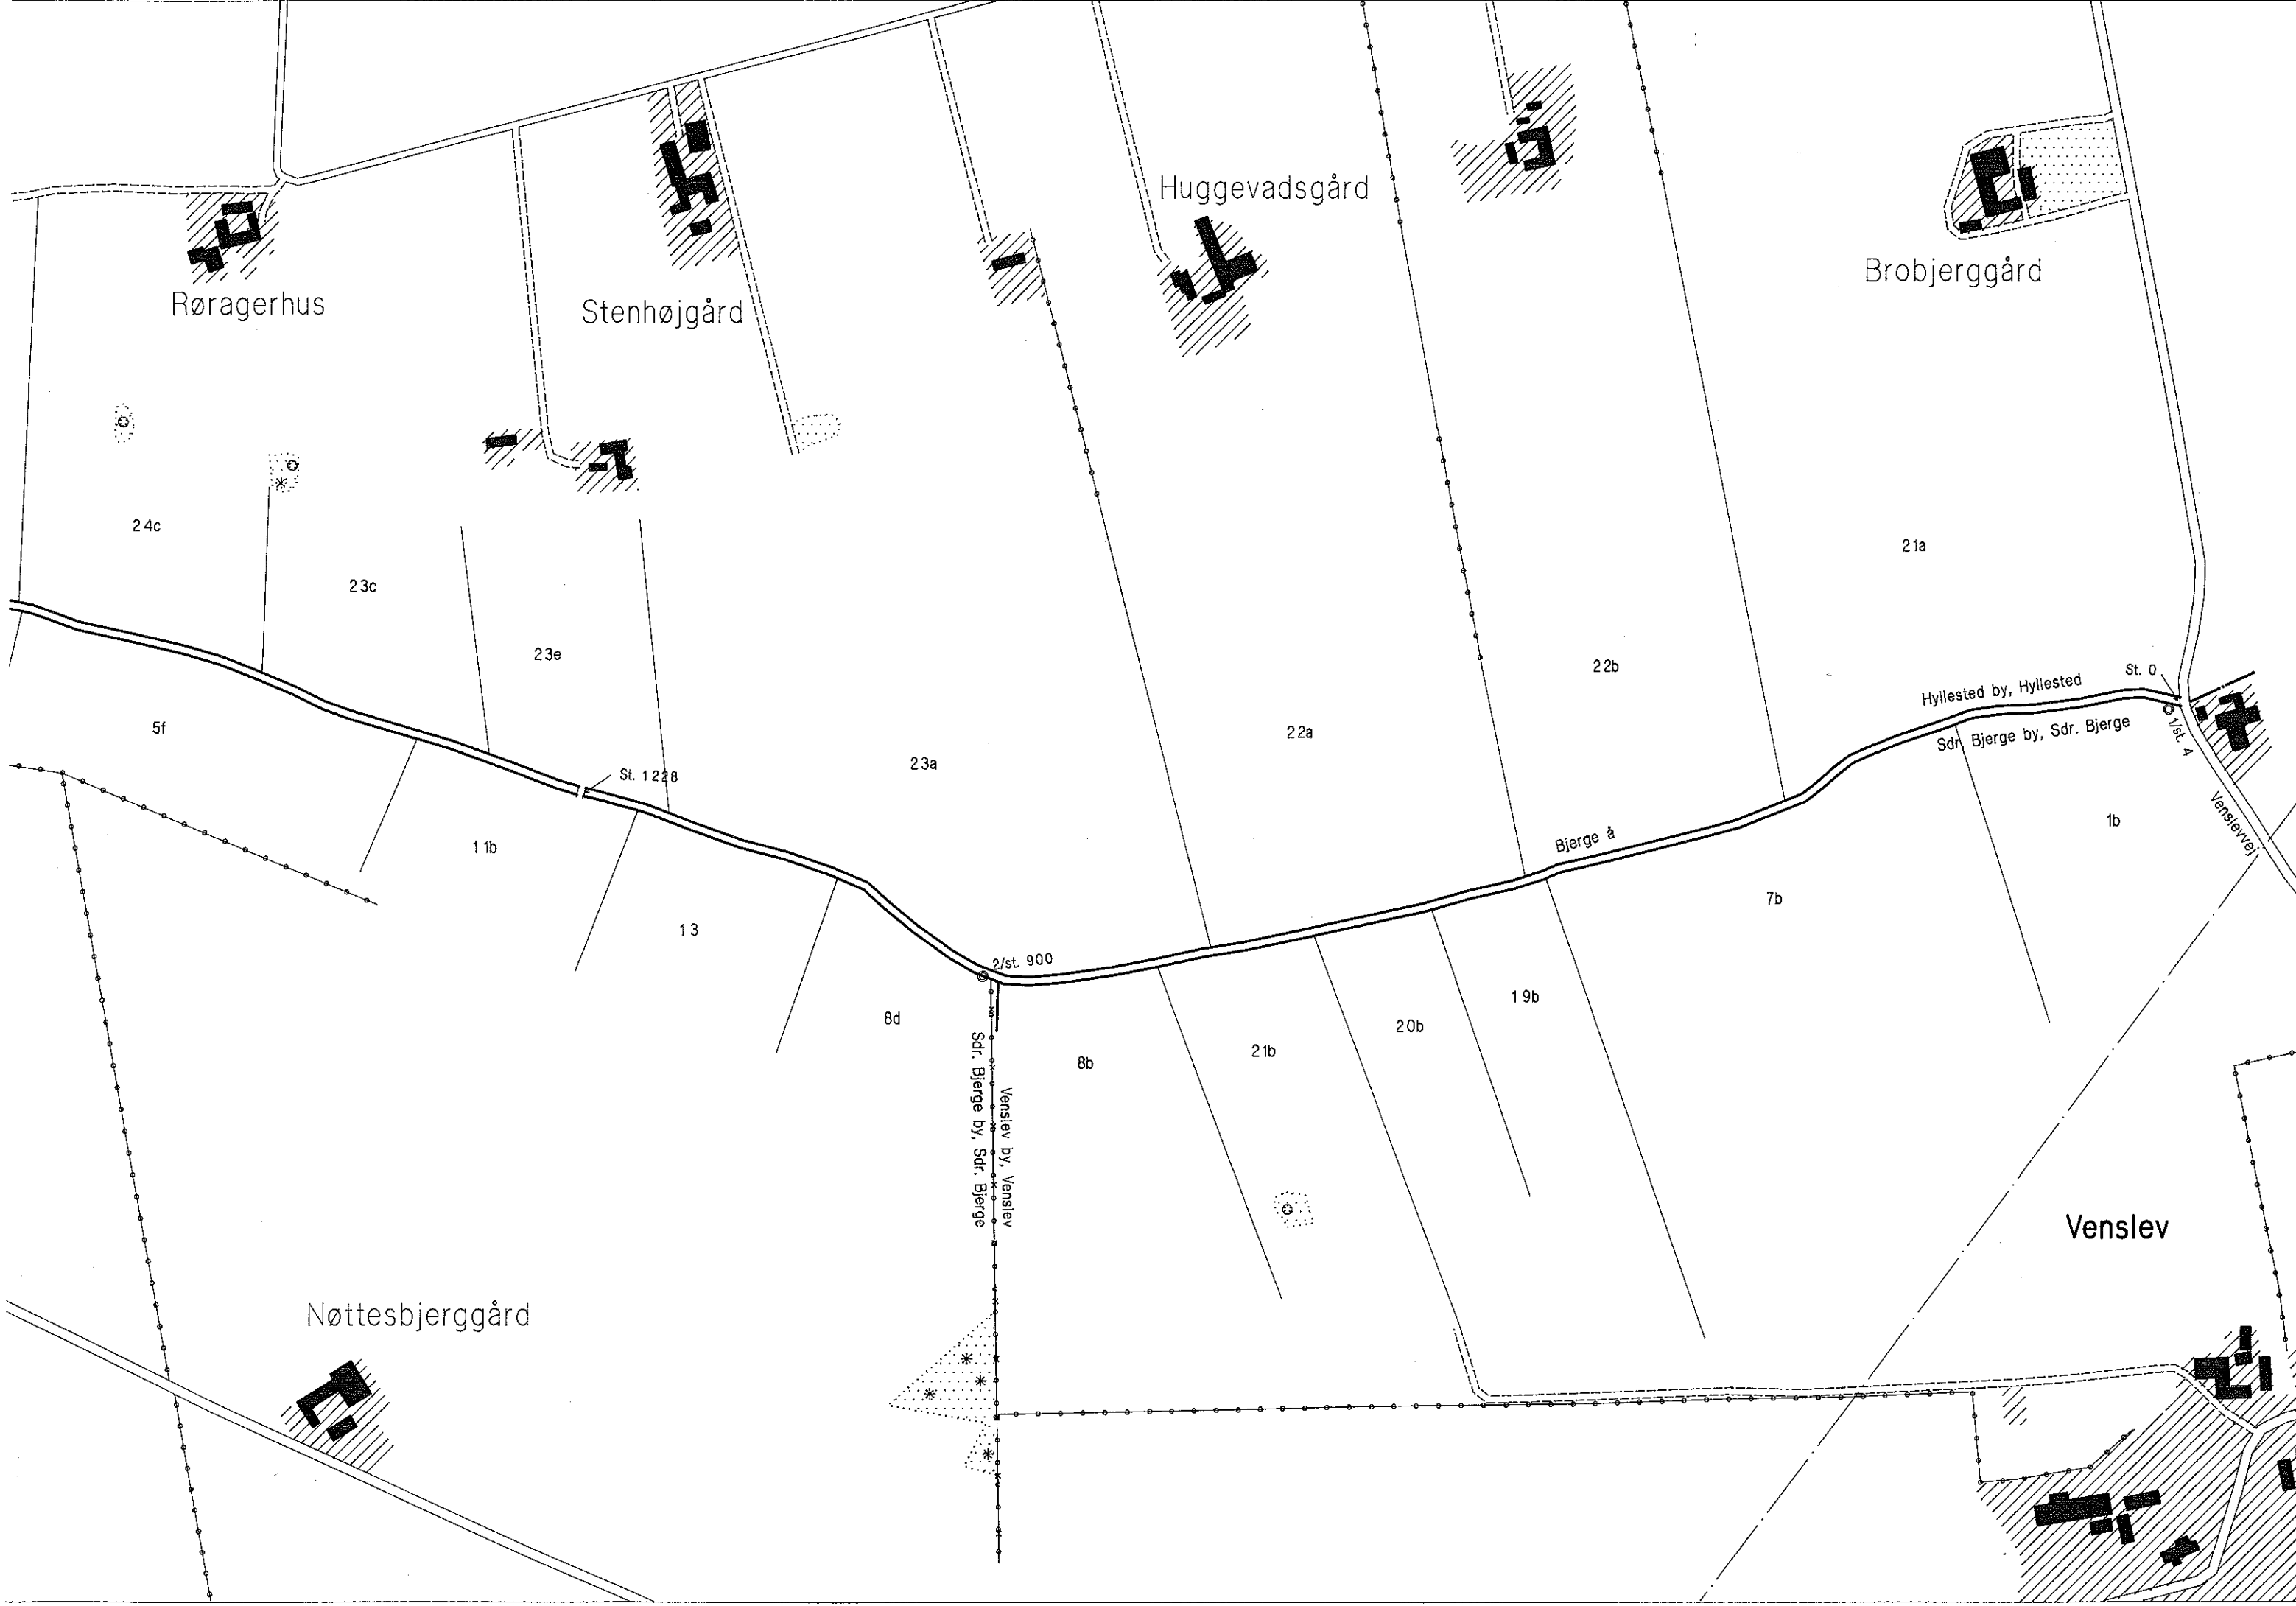 Huggevadsgård
Brobjerggård
Røragerhus
Stenhøjgård
24c
23c
21a
23e
22b
St. 0
Hyllested by, Hyllested
Sdr. Bjerge by, Sdr. Bjerge
1/st. 4
5f
22a
23a
St. 1228
Venslevvej
1b
Bjerge å
11b
7b
13
2/st. 900
19b
8d
20b
21b
8b
Sdr. Bjerge by, Sdr. Bjerge
Venslev by, Venslev
Venslev
Nøttesbjerggård